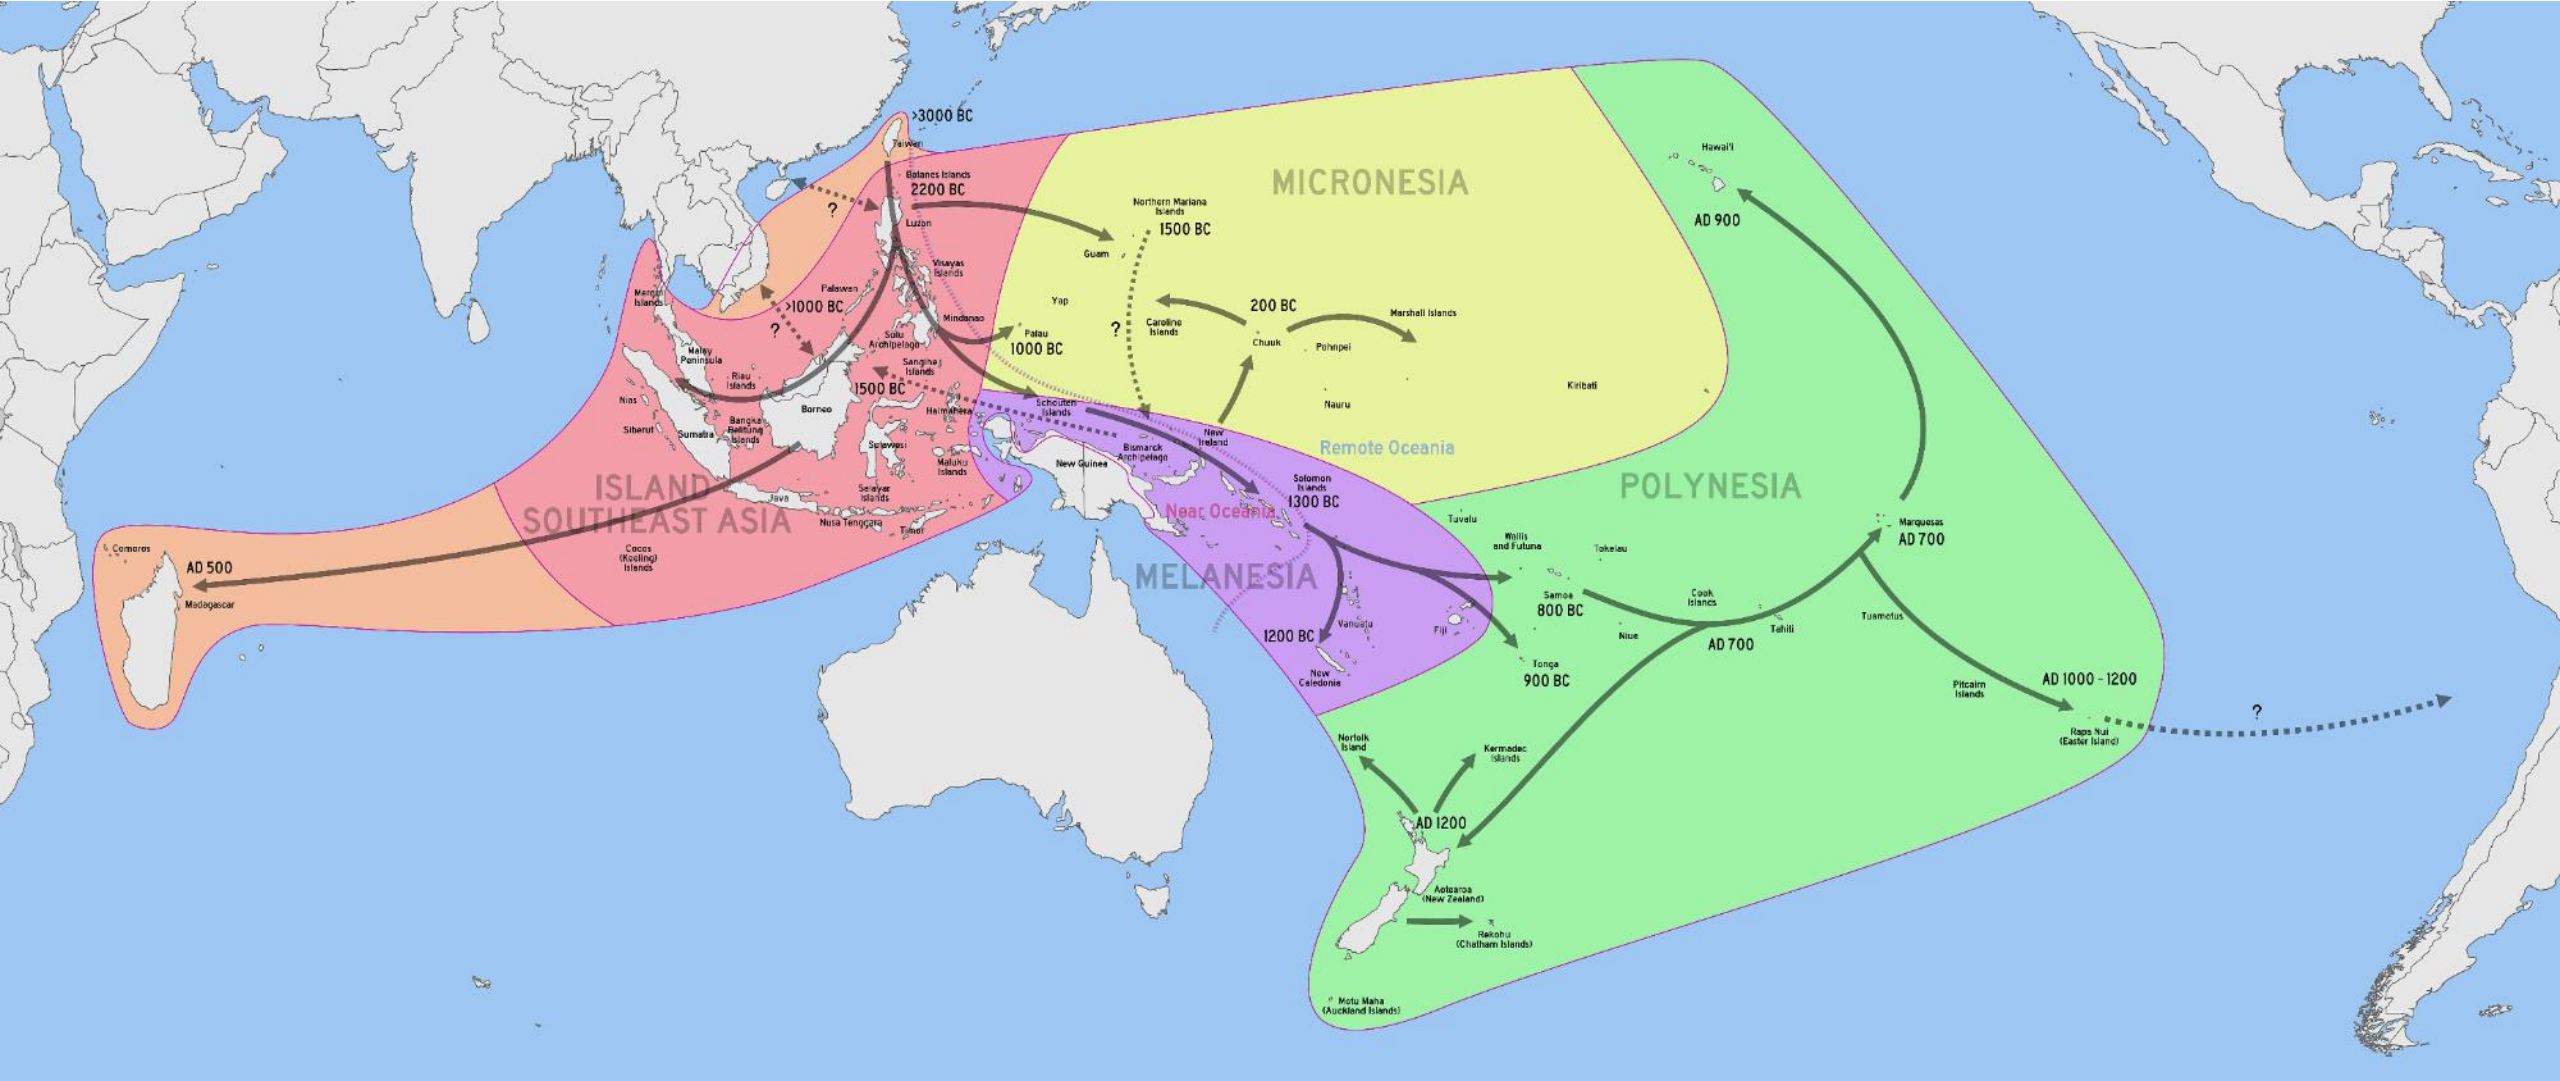 >3000 BC
Taiwan
Batanes Islands
2200 BC
?
Luzon
Hawai'i
AD 900
MICRONESIA
Northern Mariana
Islands
1500 BC
Guam
Visayas
Islands
Mergui
Islands
Palawan
>1000 BC
?
Yap
Mindanao
Sulu
Archipelago
Palau
1000 BC
?
Caroline
Islands
200 BC
Chuuk
Pohnpei
Marshall Islands
Malay
Peninsula
Riau
Islands
Sangihe
Islands
1500 BC
Kiribati
Nias
Borneo
Halmahera
Schouten
Islands
Nauru
Siberut
Sumatra
Bangka
Belitung
Islands
Sulawesi
New
Ireland
Bismarck
Archipelago
Remote Oceania
Maluku
Islands
New Guinea
ISLAND
SOUTHEAST ASIA
Java
Selayar
Islands
Solomon
Islands
1300 BC
POLYNESIA
Near Oceania
Nusa Tenggara
Timor
Tuvalu
Marquesas
AD 700
Comoros
Cocos
(Keeling)
Islands
Wallis
and Futuna
Tokelau
AD 500
Madagascar
MELANESIA
Samoa
800 BC
Cook
Islands
Tuamotus
1200 BC
Vanuatu
Fiji
Niue
Tahiti
AD 700
New
Caledonia
Tonga
900 BC
Pitcairn
Islands
AD 1000 - 1200
?
Rapa Nui
(Easter Island)
Norfolk
Island
Kermadec
Islands
AD 1200
Aotearoa
(New Zealand)
Rekohu
(Chatham Islands)
Motu Maha
(Auckland Islands)